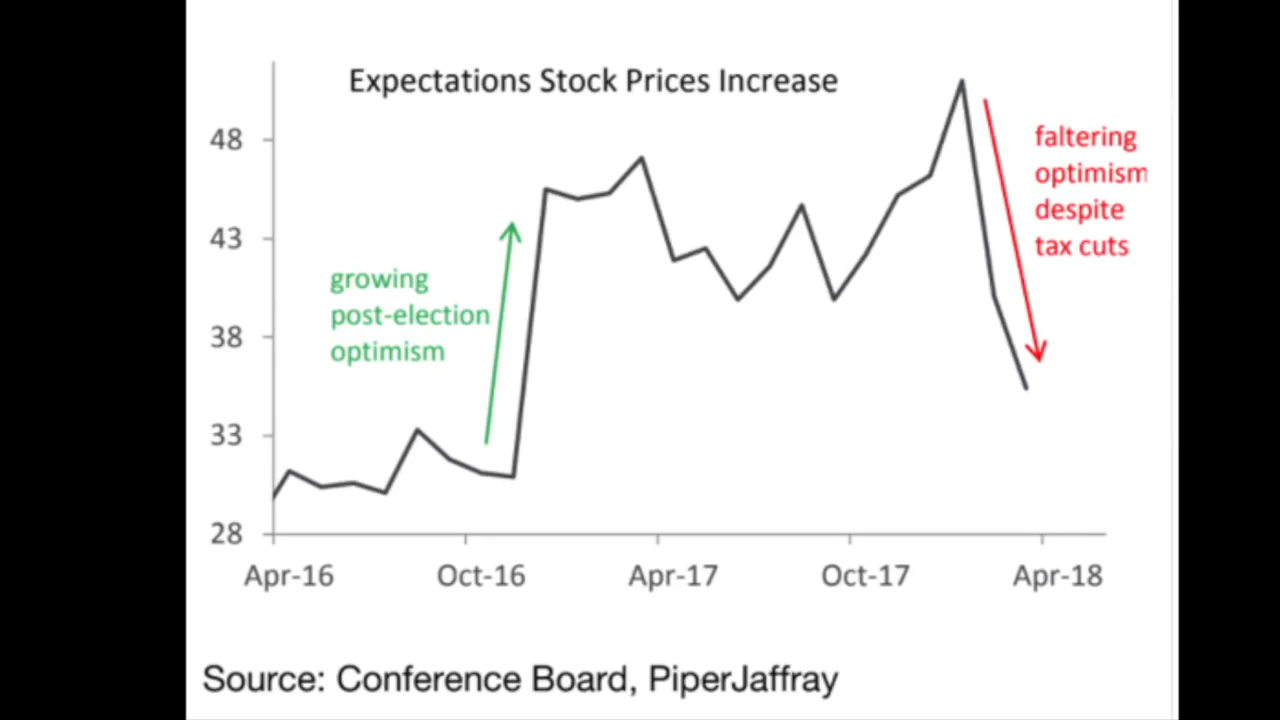 Expectations Stock Prices Increase
48
43
38
33
28
growing
post-election
optimism
faltering
optimism
despite
tax cuts
Apr-16 Oct-16 Apr-17 Oct-17 Apr-18
Source: Conference Board, PiperJaffray